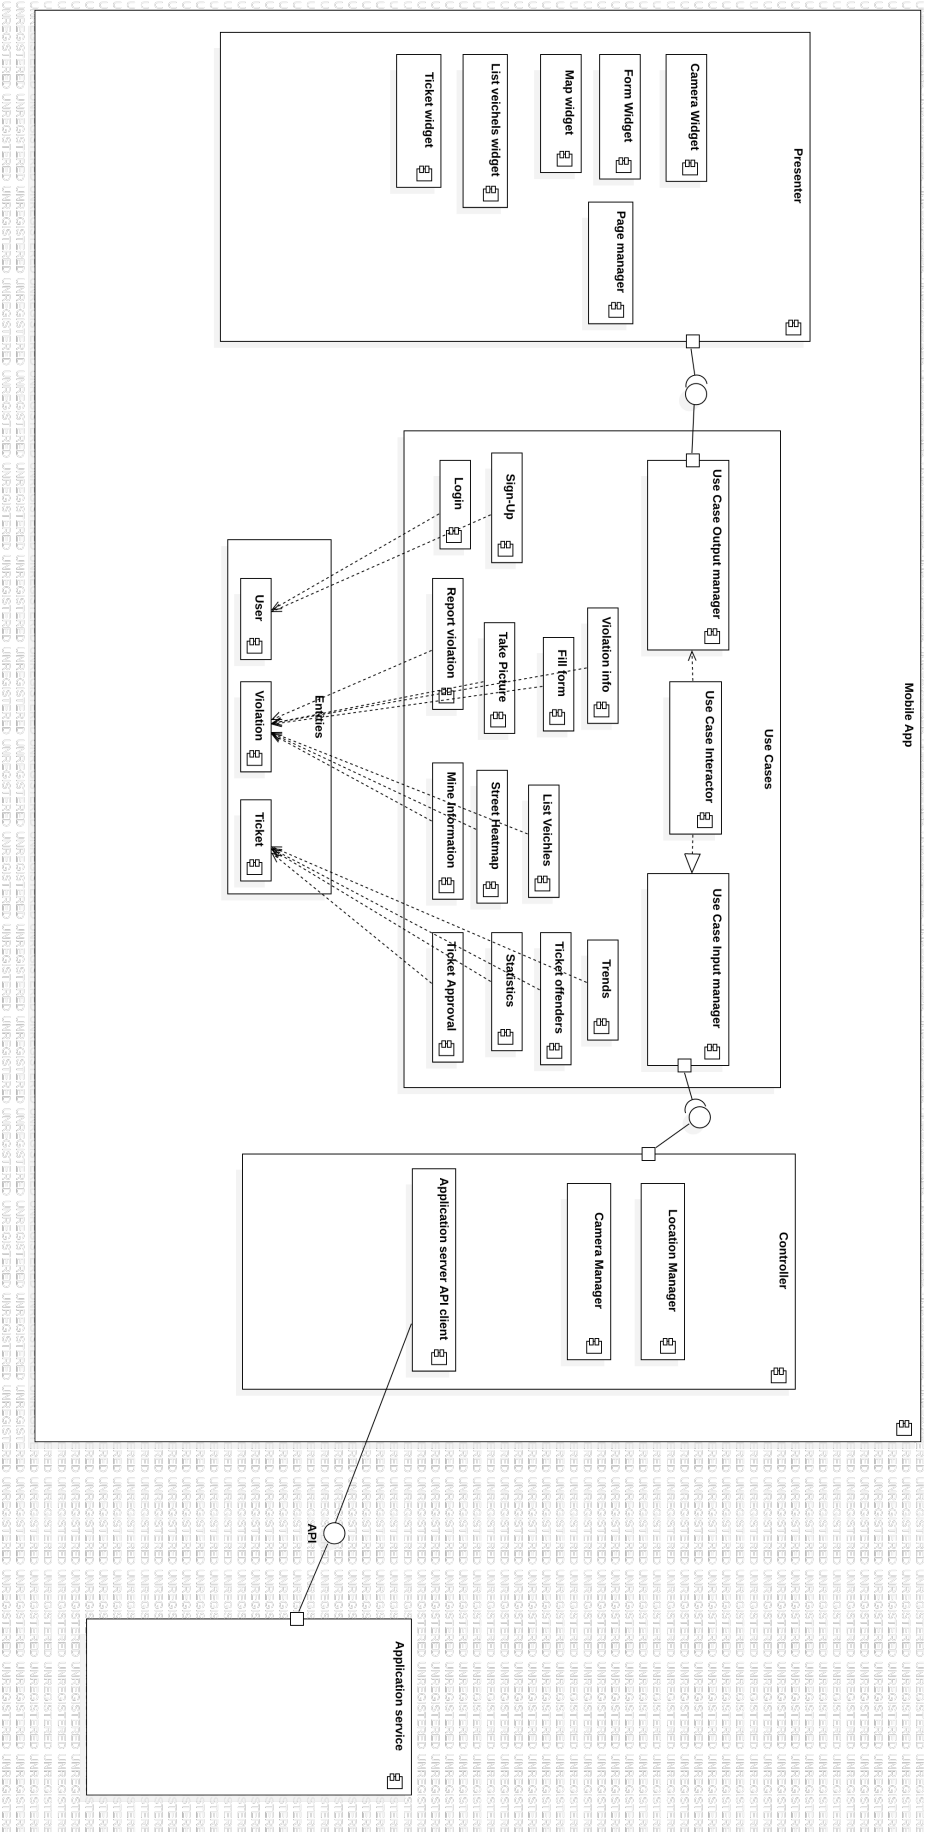 Mobile App
Presenter
Camera Widget
Form Widget
Map widget
List veichels widget
Ticket widget
Page manager
Use Cases
Use Case Output manager
Use Case Interactor
Use Case Input manager
Violation info
Fill form
Take Picture
Report violation
Sign-Up
Login
List Veichles
Street Heatmap
Mine Information
Trends
Ticket offenders
Statistics
Ticket Approval
Entities
User
Violation
Ticket
Controller
Location Manager
Camera Manager
Application server API client
API
Application service
UNREGISTERED